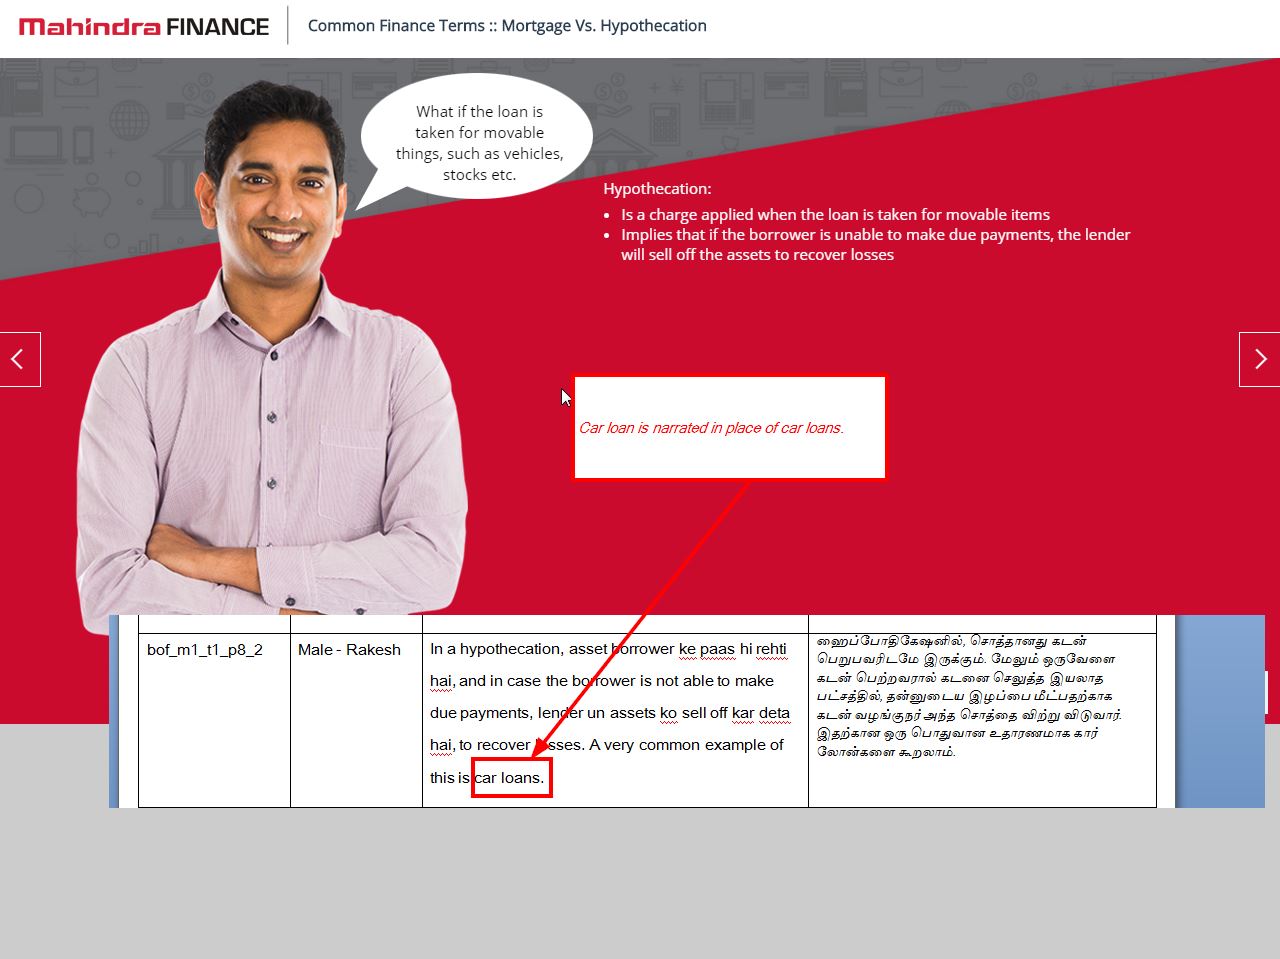 Mahindra FINANCE
Common Finance Terms :: Mortgage Vs. Hypothecation
What if the loan is
taken for movable
things, such as vehicles,
stocks etc.
Hypothecation:
• Is a charge applied when the loan is taken for movable items
• Implies that if the borrower is unable to make due payments, the lender
will sell off the assets to recover losses
Car loan is narrated in place of car loans.
bof_m1_t1_p8_2
Male - Rakesh
In a hypothecation, asset borrower ke paas hi rehti
hai, and in case the borrower is not able to make
due payments, lender un assets ko sell off kar deta
hai, to recover losses. A very common example of
this is car loans.
ஹைப்போதிகேஷனில், சொத்தானது கடன்
பெறுபவரிடமே இருக்கும். மேலும் ஒருவேளை
கடன் பெற்றவரால் கடனை செலுத்த இயலாத
பட்சத்தில், தன்னுடைய இழப்பை மீட்பதற்காக
கடன் வழங்குநர் அந்த சொத்தை விற்று விடுவார்.
இதற்கான ஒரு பொதுவான உதாரணமாக கார்
லோன்களை கூறலாம்.